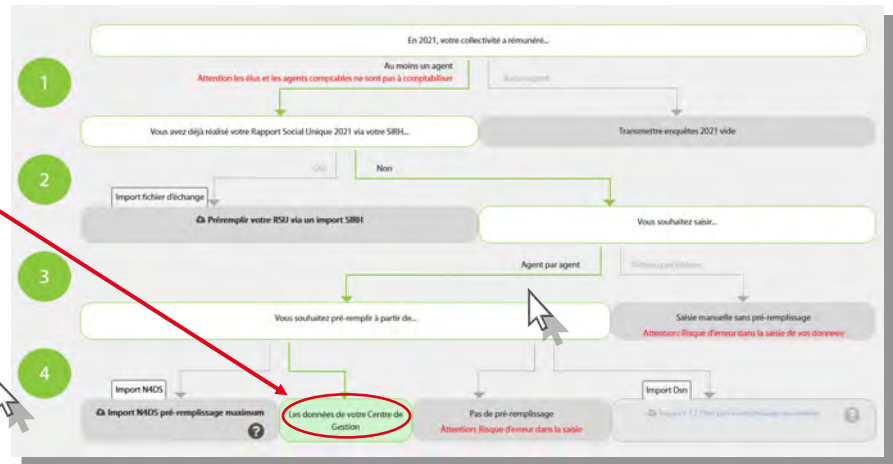 En 2021, votre collectivité a rémunéré...
1
Au moins un agent
Attention les élus et les agents comptables ne sont pas à comptabiliser
Aucun agent
Vous avez déjà réalisé votre Rapport Social Unique 2021 via votre SIRH...
Transmettre enquêtes 2021 vide
2
Oui
Non
Import fichier d'échange
Préremplir votre RSU via un import SIRH
Vous souhaitez saisir...
3
Agent par agent
Vous souhaitez pré-remplir à partir de...
Saisie manuelle sans pré-remplissage
Attention: Risque d'erreur dans la saisie de vos données
4
Import N4DS
Import Dsn
Import N4DS pré-remplissage maximum
?
Les données de votre Centre de
Gestion
Pas de pré-remplissage
Attention: Risque d'erreur dans la saisie
?